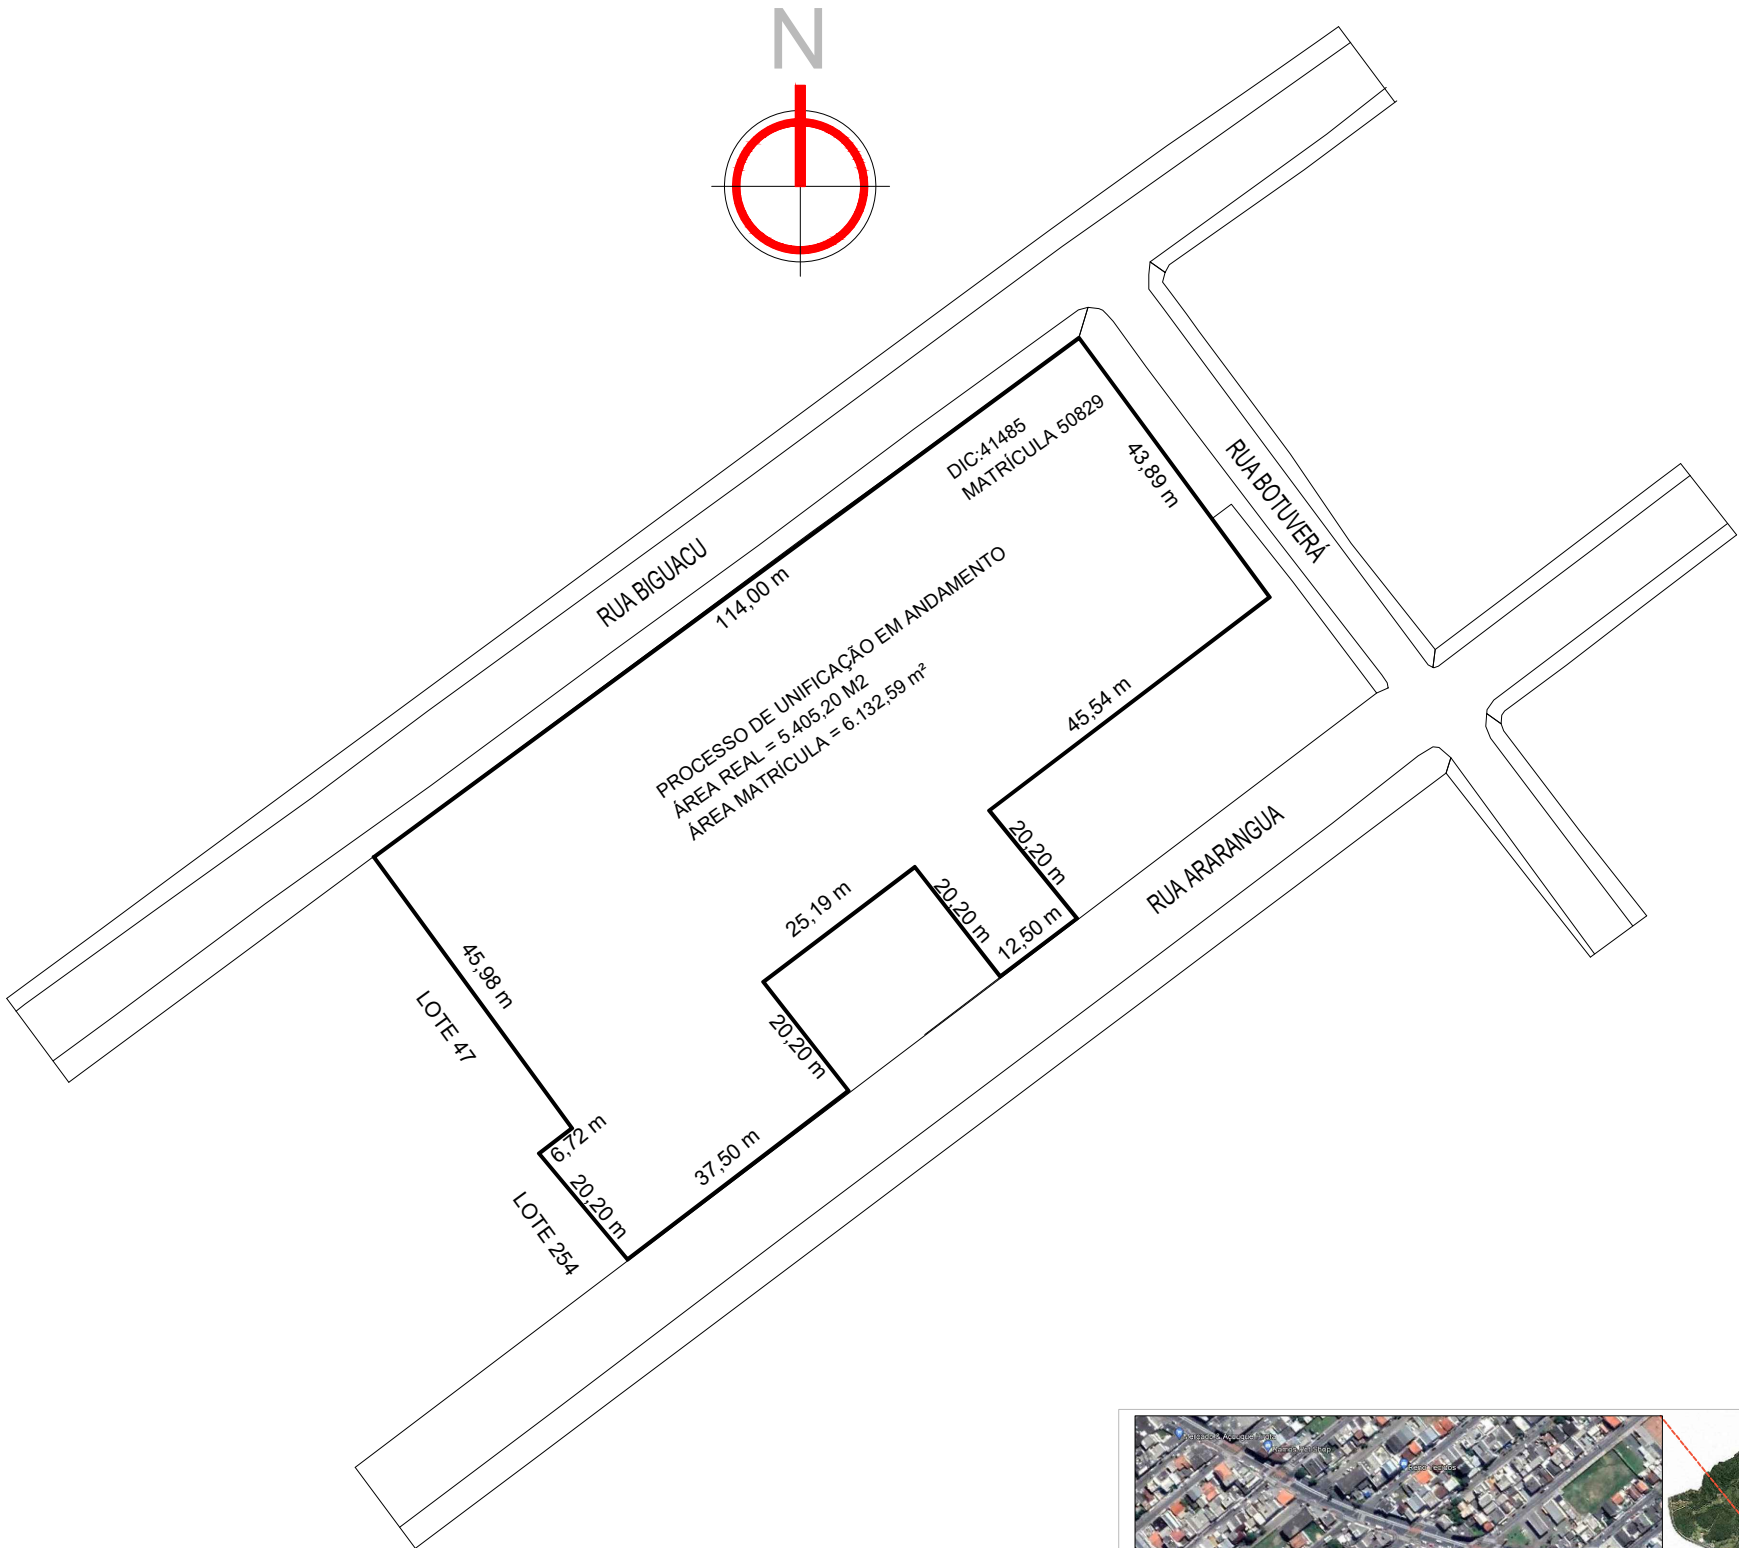 N
DIC:41485
MATRÍCULA 50829
43,89 m
RUA BOTUVERÁ
RUA BIGUACU
114,00 m
PROCESSO DE UNIFICAÇÃO EM ANDAMENTO
ÁREA REAL = 5.405,20 M2
ÁREA MATRÍCULA = 6.132,59 m²
45,54 m
20,20 m
RUA ARARANGUA
25,19 m
20,20 m
12,50 m
45,98 m
LOTE 47
20,20 m
6,72 m
37,50 m
20,20 m
LOTE 254